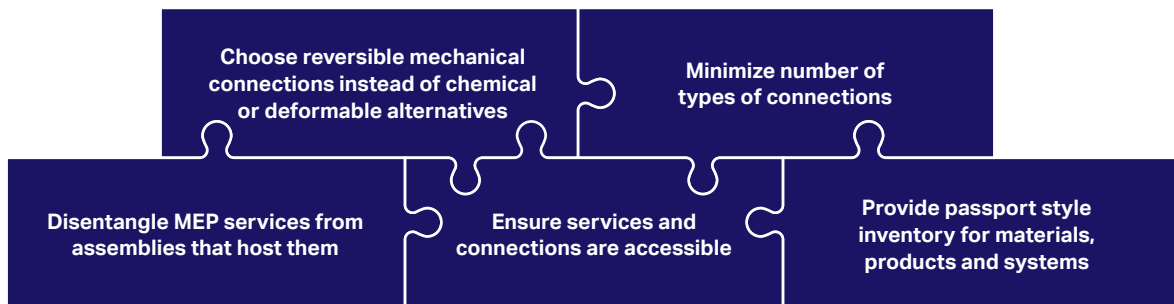 Choose reversible mechanical
connections instead of chemical
or deformable alternatives
Minimize number of
types of connections
Disentangle MEP services from
assemblies that host them
Ensure services and
connections are accessible
Provide passport style
inventory for materials,
products and systems